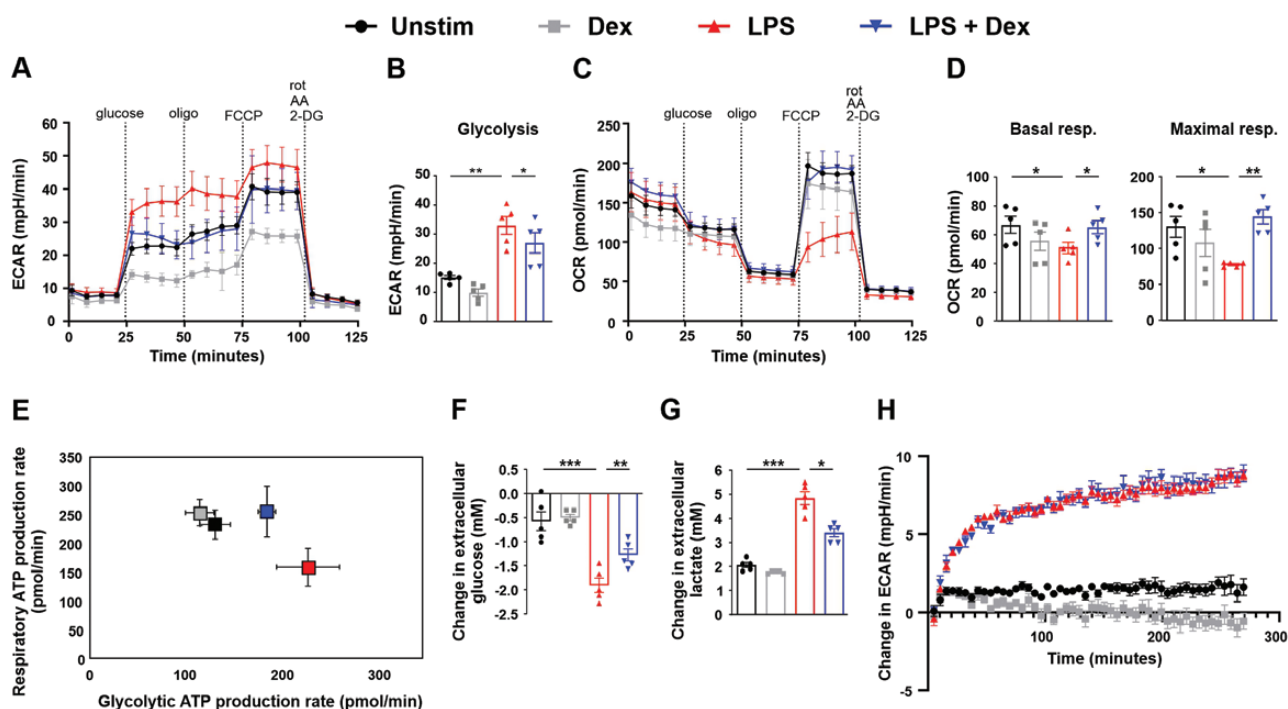 Unstim Dex LPS LPS + Dex
A
ECAR (mpH/min)
60
50
40
30
20
10
0
glucose oligo FCCP
rot
AA
2-DG
0 25 50 75 100 125
Time (minutes)
B
Glycolysis
ECAR (mpH/min)
40
30
20
10
0
** *
C
OCR (pmol/min)
250
200
150
100
50
0
glucose oligo FCCP
rot
AA
2-DG
0 25 50 75 100 125
Time (minutes)
D
Basal resp.
OCR (pmol/min)
100
80
60
40
20
0
* *
Maximal resp.
200
150
100
50
0
* **
E
Respiratory ATP production rate
(pmol/min)
350
300
250
200
150
100
50
0
0 100 200 300
Glycolytic ATP production rate (pmol/min)
F
Change in extracellular
glucose (mM)
0.5
0.0
-0.5
-1.0
-1.5
-2.0
-2.5
*** **
G
Change in extracellular
lactate (mM)
6
5
4
3
2
1
0
*** *
H
Change in ECAR (mpH/min)
10
5
0
-5
100 200 300
Time (minutes)